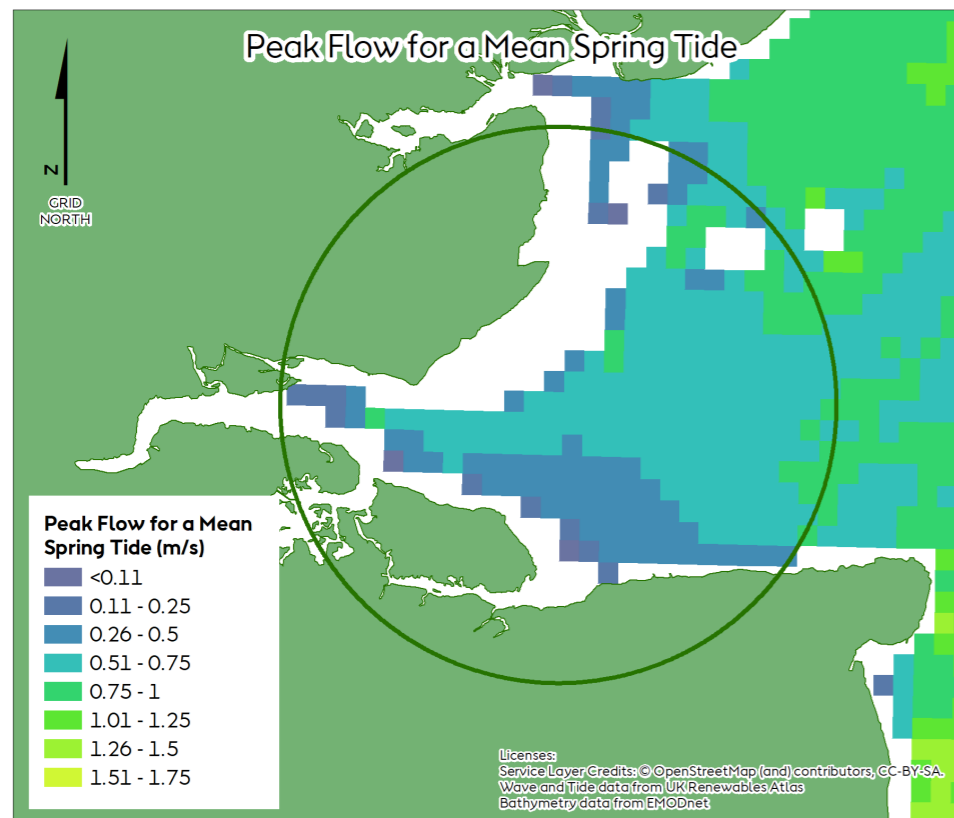 Peak Flow for a Mean Spring Tide
N
GRID
NORTH
Peak Flow for a Mean
Spring Tide (m/s)
<0.11
0.11 - 0.25
0.26 - 0.5
0.51 - 0.75
0.75 - 1
1.01 - 1.25
1.26 - 1.5
1.51 - 1.75
Licenses:
Service Layer Credits: © OpenStreetMap (and) contributors, CC-BY-SA.
Wave and Tide data from UK Renewables Atlas
Bathymetry data from EMODnet